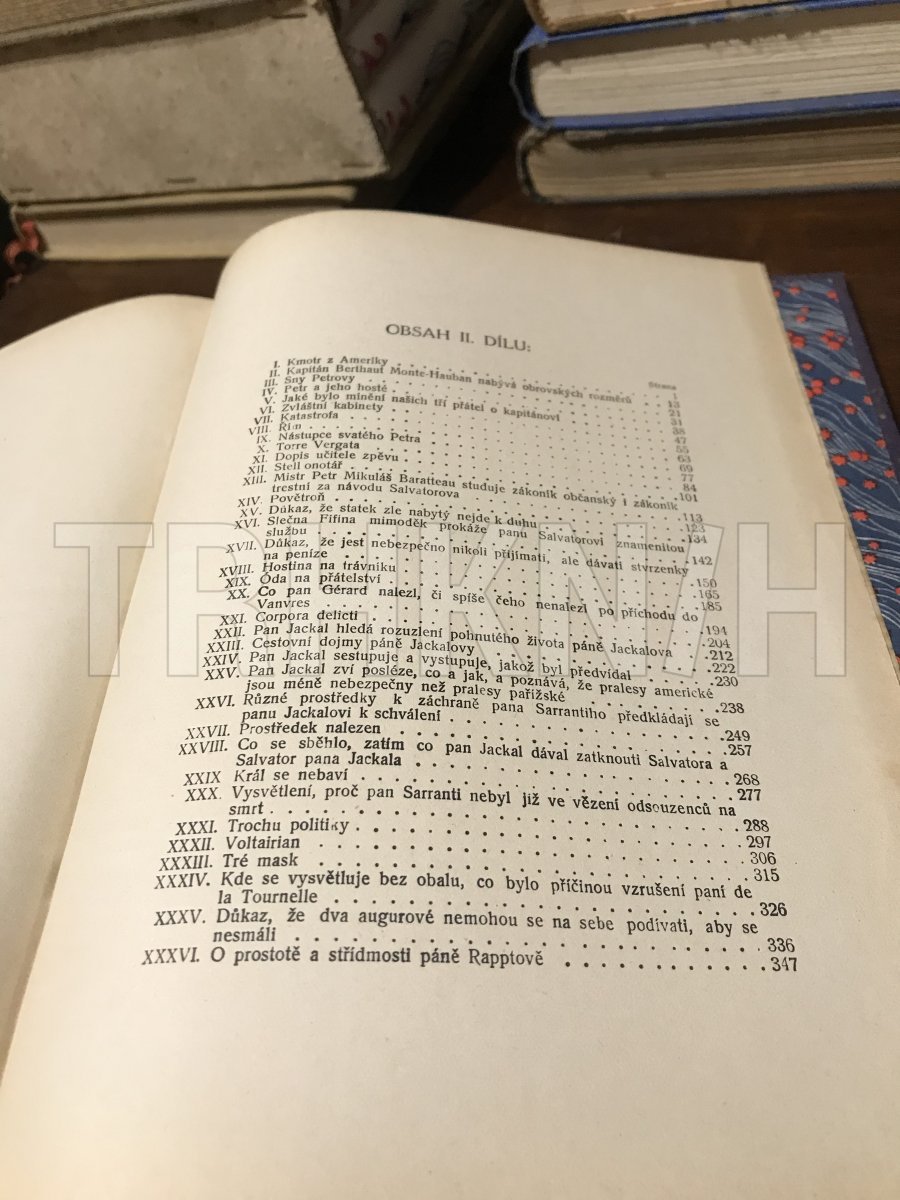 OBSAH II. DÍLU:
Strana
I. Kmotr z Ameriky . . . . . . . . 1
II. Kapitán Berthaut Monte-Hauban nabývá obrovských rozměrů . . 13
III. Sny Petrovy . . . . . . . . 21
IV. Petr a jeho hosté . . . . . . . . 31
V. Jaké bylo mínění našich tří přátel o kapitánovi . . . . 38
VI. Zvláštní kabinety . . . . . . . . 47
VII. Katastrofa . . . . . . . . 55
VIII. Řím . . . . . . . . 63
IX. Nástupce svatého Petra . . . . . . . . 69
X. Torre Vergata . . . . . . . . 77
XI. Dopis učitele zpěvu . . . . . . . . 84
XII. Stell onotář . . . . . . . . 101
XIII. Mistr Petr Mikuláš Baratteau studuje zákoník občanský i zákoník
trestní za návodu Salvatorova . . . . . . . . 113
XIV. Povětroň . . . . . . . . 123
XV. Důkaz, že statek zle nabytý nejde k duhu . . . . . . 134
XVI. Slečna Fifina mimoděk prokáže panu Salvatorovi znamenitou
službu . . . . . . . . 142
XVII. Důkaz, že jest nebezpečno nikoli přijímati, ale dávati stvrzenky
na peníze . . . . . . . . 150
XVIII. Hostina na trávníku . . . . . . . . 165
XIX. Óda na přátelství . . . . . . . . 185
XX. Co pan Gérard nalezl, či spíše čeho nenalezl po příchodu do
Vanvres . . . . . . . . 194
XXI. Corpora delicti . . . . . . . . 204
XXII. Pan Jackal hledá rozuzlení pohnutého života páně Jackalova . . 212
XXIII. Cestovní dojmy páně Jackalovy . . . . . . . . 222
XXIV. Pan Jackal sestupuje a vystupuje, jakož byl předvídal . . . . 230
XXV. Pan Jackal zví posléze, co a jak, a poznává, že pralesy americké
jsou méně nebezpečny než pralesy pařížské . . . . . . 238
XXVI. Různé prostředky k záchraně pana Sarrantiho předkládají se
panu Jackalovi k schválení . . . . . . . . 249
XXVII. Prostředek nalezen . . . . . . . . 257
XXVIII. Co se sběhlo, zatím co pan Jackal dával zatknouti Salvatora a
Salvator pana Jackala . . . . . . . . 268
XXIX Král se nebaví . . . . . . . . 277
XXX. Vysvětlení, proč pan Sarranti nebyl již ve vězení odsouzenců na
smrt . . . . . . . . 288
XXXI. Trochu politiky . . . . . . . . 297
XXXII. Voltairian . . . . . . . . 306
XXXIII. Tré mask . . . . . . . . 315
XXXIV. Kde se vysvětluje bez obalu, co bylo příčinou vzrušení paní de
la Tournelle . . . . . . . . 326
XXXV. Důkaz, že dva augurové nemohou se na sebe podívati, aby se
nesmáli . . . . . . . . 336
XXXVI. O prostotě a střídmosti páně Rapptově . . . . . . . . 347
TRHKNIH